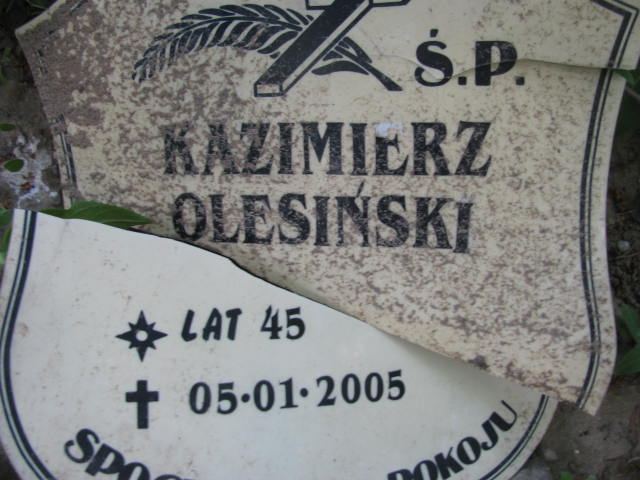 Ś.P.
KAZIMIERZ
OLESIŃSKI
LAT 45
05·01·2005
POKOJU